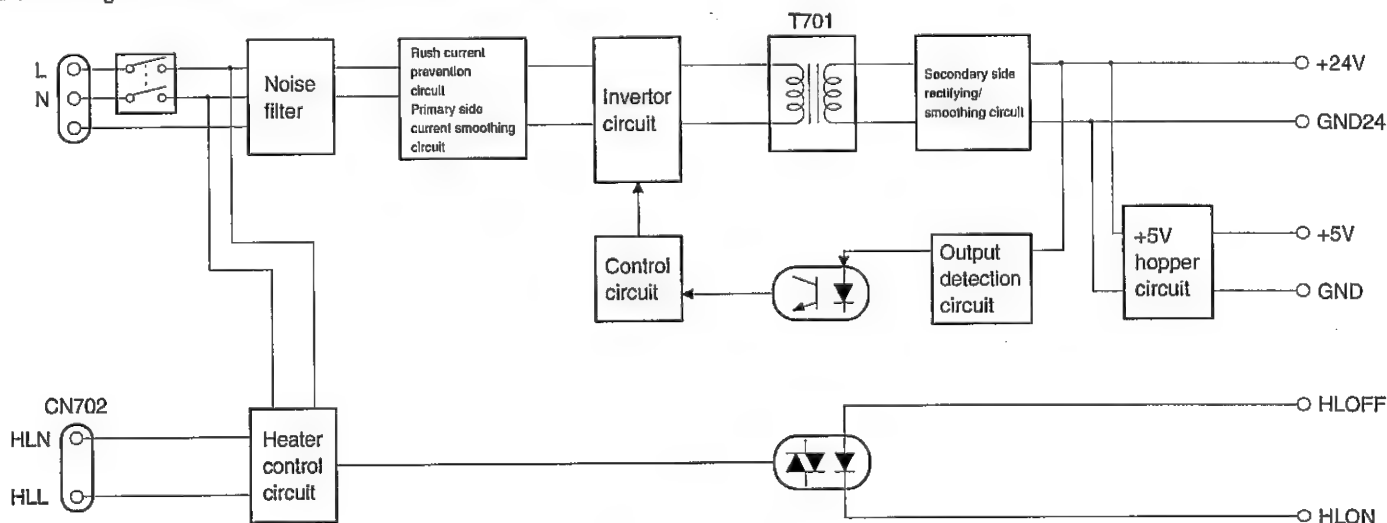 T701
L
N
Noise
filter
Rush current
prevention
circuit
Primary side
current smoothing
circuit
Invertor
circuit
Secondary side
rectifying/
smoothing circuit
+24V
GND24
Control
circuit
Output
detection
circuit
+5V
hopper
circuit
+5V
GND
CN702
HLN
HLL
Heater
control
circuit
HLOFF
HLON